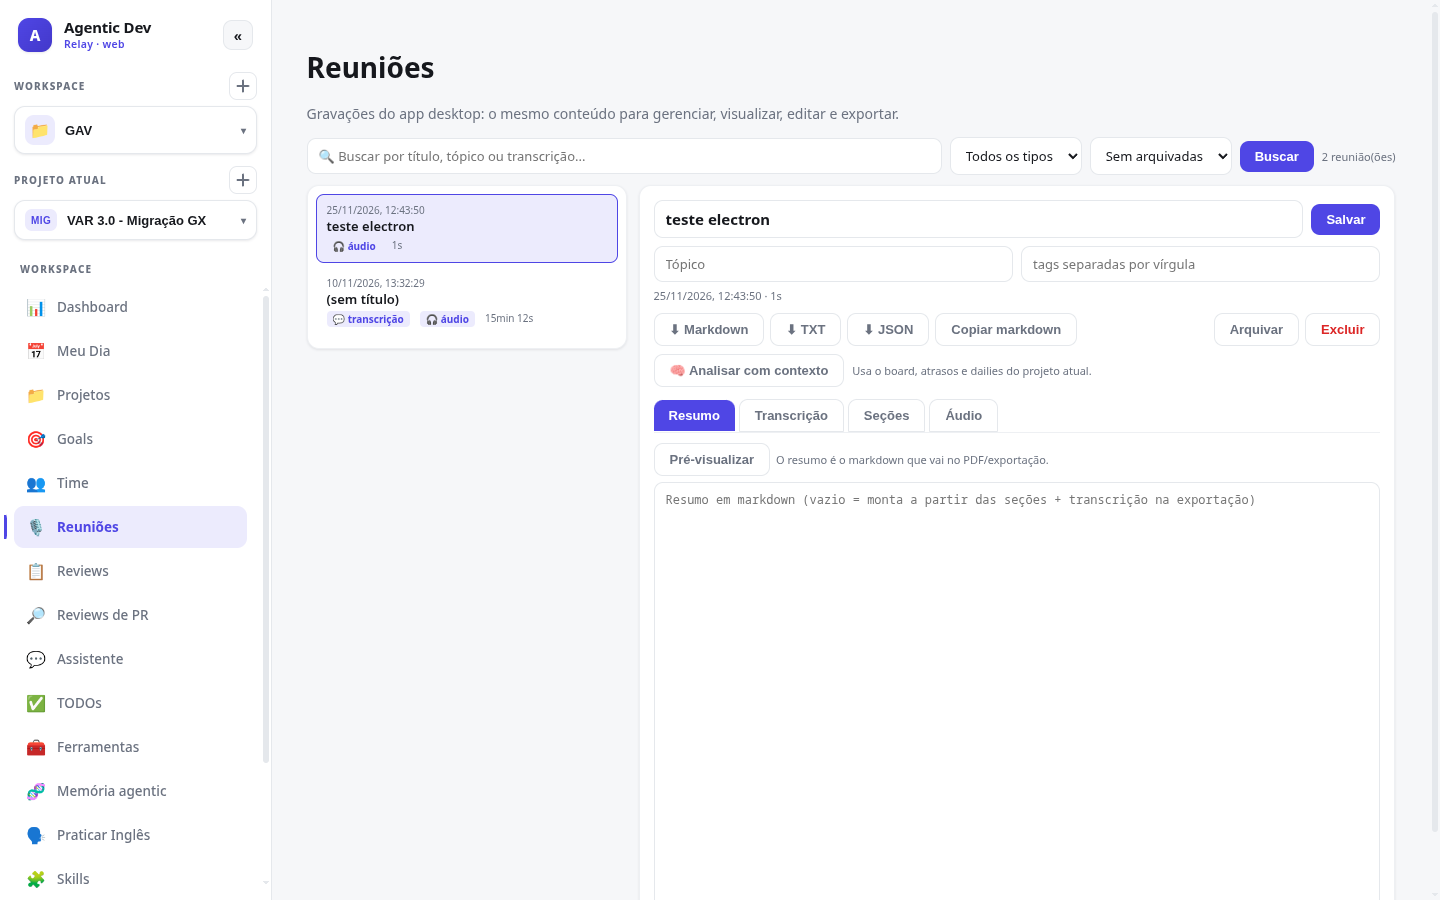 A
Agentic Dev
Relay · web
«
WORKSPACE
GAV
PROJETO ATUAL
MIG
VAR 3.0 - Migração GX
WORKSPACE
Dashboard
Meu Dia
Projetos
Goals
Time
Reuniões
Reviews
Reviews de PR
Assistente
TODOs
Ferramentas
Memória agentic
Praticar Inglês
Skills
Reuniões
Gravações do app desktop: o mesmo conteúdo para gerenciar, visualizar, editar e exportar.
Buscar por título, tópico ou transcrição...
Todos os tipos
Sem arquivadas
Buscar
2 reunião(ões)
25/11/2026, 12:43:50
teste electron
áudio 1s
10/11/2026, 13:32:29
(sem título)
transcrição áudio 15min 12s
teste electron
Salvar
Tópico
tags separadas por vírgula
25/11/2026, 12:43:50 · 1s
⬇ Markdown
⬇ TXT
⬇ JSON
Copiar markdown
Arquivar
Excluir
Analisar com contexto
Usa o board, atrasos e dailies do projeto atual.
Resumo
Transcrição
Seções
Áudio
Pré-visualizar
O resumo é o markdown que vai no PDF/exportação.
Resumo em markdown (vazio = monta a partir das seções + transcrição na exportação)